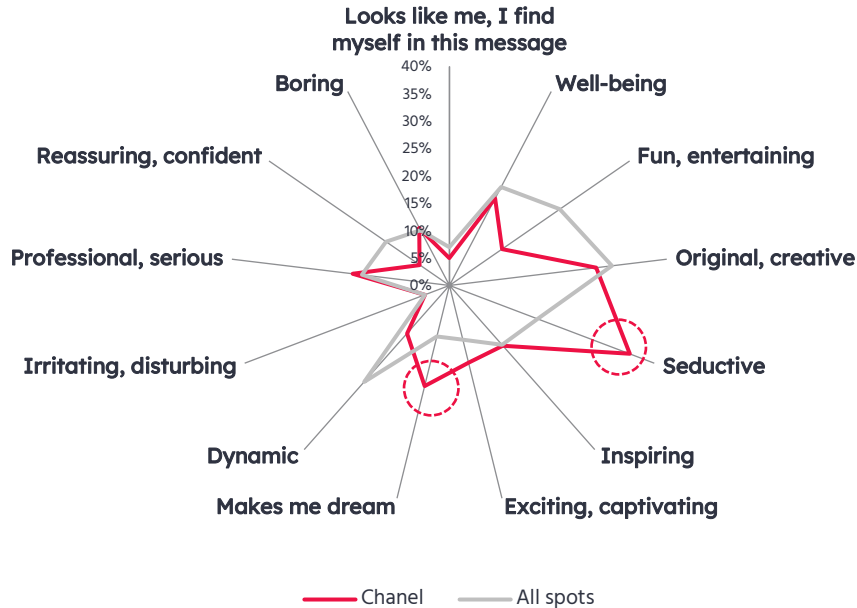 Looks like me, I find
myself in this message
40%
35%
30%
25%
20%
15%
10%
5%
0%
Well-being
Fun, entertaining
Original, creative
Seductive
Inspiring
Exciting, captivating
Makes me dream
Dynamic
Irritating, disturbing
Professional, serious
Reassuring, confident
Boring
Chanel
All spots